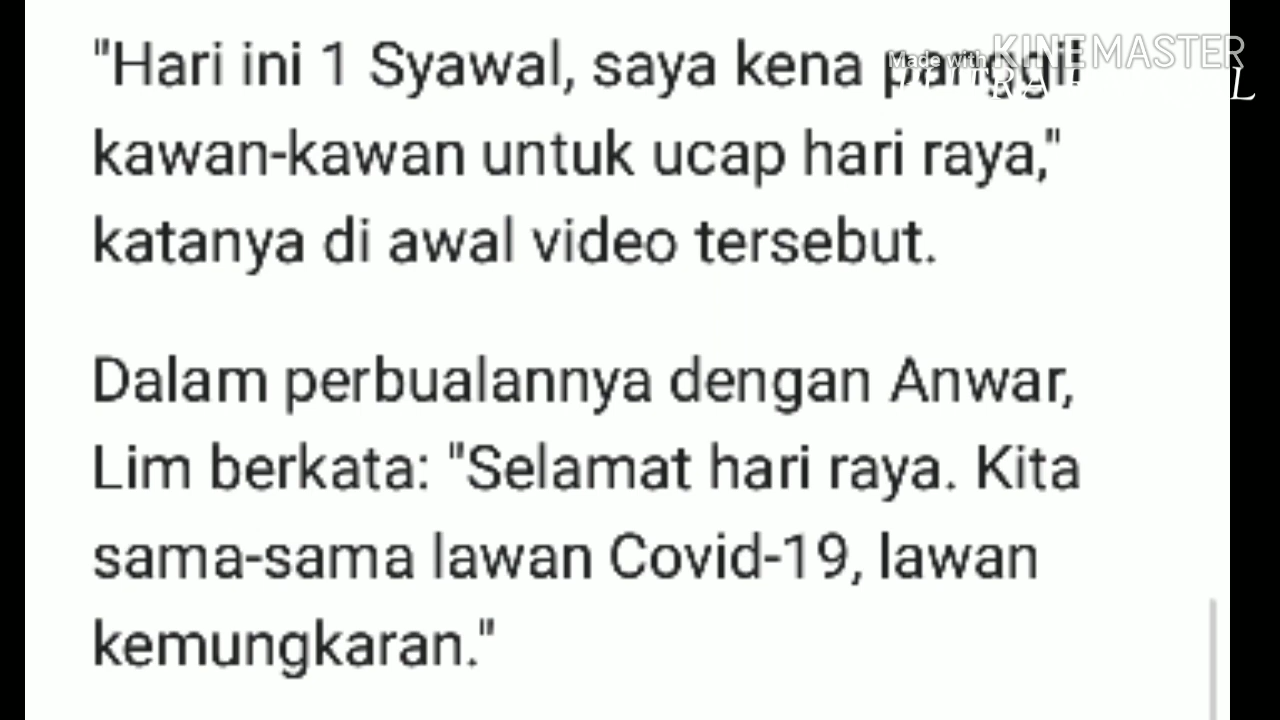 Made with KINEMASTER
"Hari ini 1 Syawal, saya kena panggil
kawan-kawan untuk ucap hari raya,"
katanya di awal video tersebut.
Dalam perbualannya dengan Anwar,
Lim berkata: "Selamat hari raya. Kita
sama-sama lawan Covid-19, lawan
kemungkaran."